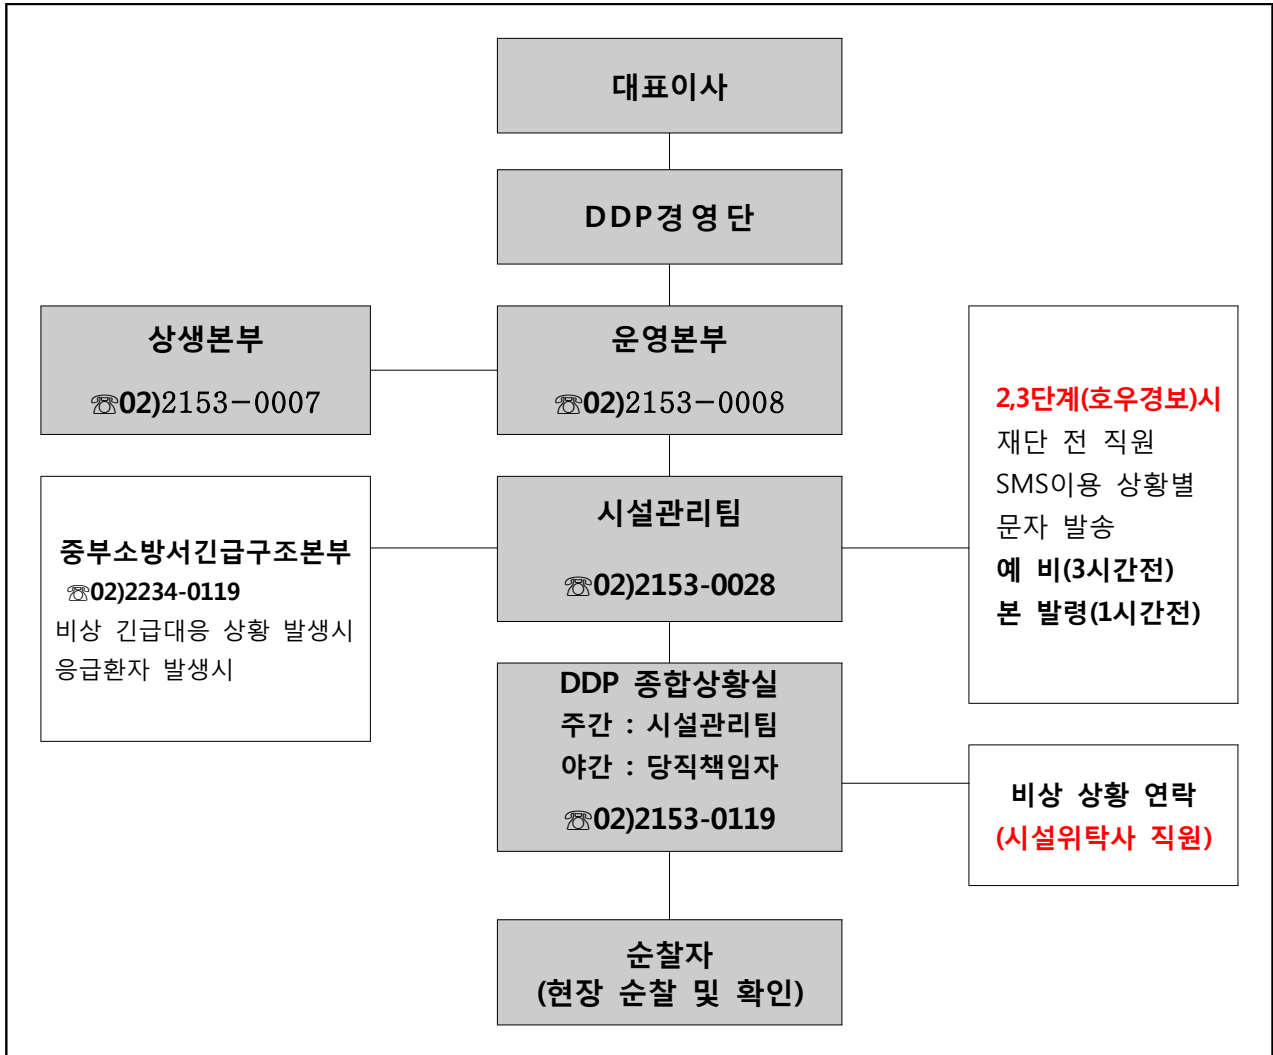 대표이사
DDP경영단
상생본부
☏02)2153-0007
운영본부
☏02)2153-0008
2,3단계(호우경보)시
재단 전 직원
SMS이용 상황별
문자 발송
예 비(3시간전)
본 발령(1시간전)
중부소방서긴급구조본부
☏02)2234-0119
비상 긴급대응 상황 발생시
응급환자 발생시
시설관리팀
☏02)2153-0028
DDP 종합상황실
주간 : 시설관리팀
야간 : 당직책임자
☏02)2153-0119
비상 상황 연락
(시설위탁사 직원)
순찰자
(현장 순찰 및 확인)